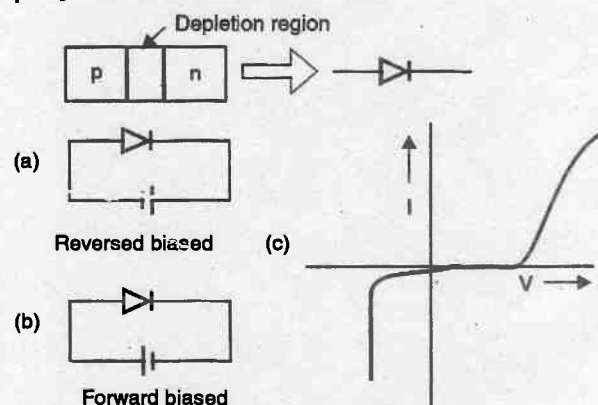 Depletion region
p n
(a)
Reversed biased
(b)
Forward biased
(c)
I
V